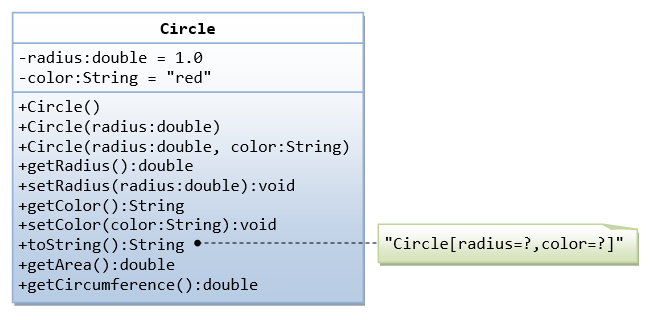 Circle
-radius:double = 1.0
-color:String = "red"
+Circle()
+Circle(radius:double)
+Circle(radius:double, color:String)
+getRadius():double
+setRadius(radius:double):void
+getColor():String
+setColor(color:String):void
+toString():String
"Circle[radius=?,color=?]"
+getArea():double
+getCircumference():double